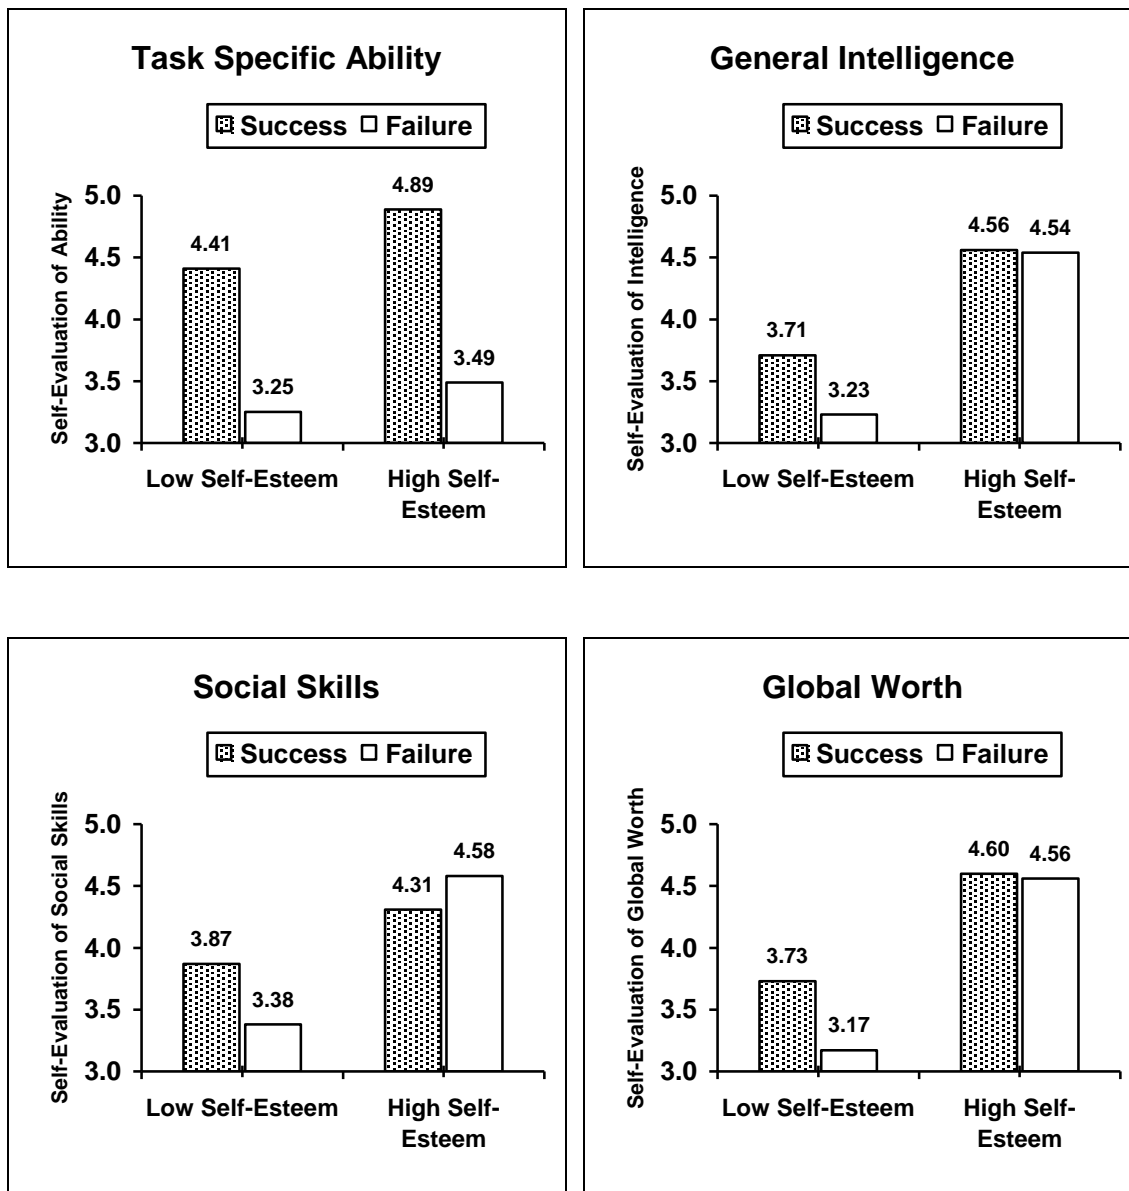 Task Specific Ability
Success Failure
Self-Evaluation of Ability
5.0
4.5
4.0
3.5
3.0
4.41
3.25
4.89
3.49
Low Self-Esteem
High Self-
Esteem
General Intelligence
Success Failure
Self-Evaluation of Intelligence
5.0
4.5
4.0
3.5
3.0
3.71
3.23
4.56
4.54
Low Self-Esteem
High Self-
Esteem
Social Skills
Success Failure
Self-Evaluation of Social Skills
5.0
4.5
4.0
3.5
3.0
3.87
3.38
4.31
4.58
Low Self-Esteem
High Self-
Esteem
Global Worth
Success Failure
Self-Evaluation of Global Worth
5.0
4.5
4.0
3.5
3.0
3.73
3.17
4.60
4.56
Low Self-Esteem
High Self-
Esteem